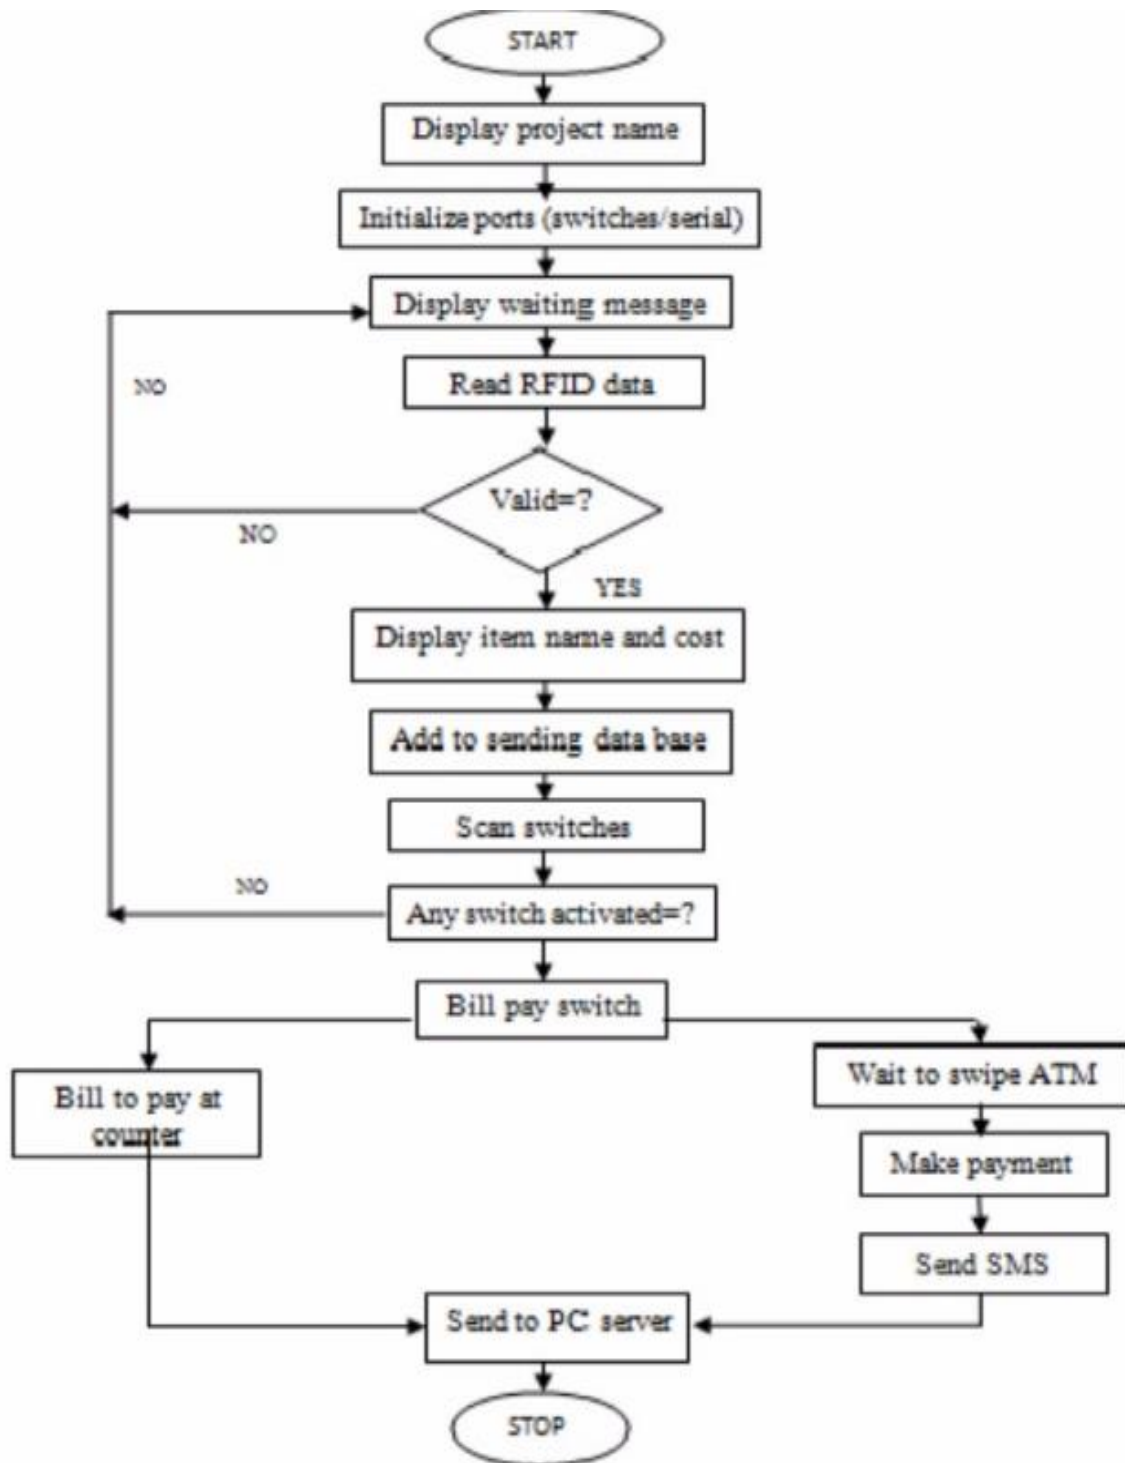 START
Display project name
Initialize ports (switches/serial)
Display waiting message
Read RFID data
NO
Valid=?
NO
YES
Display item name and cost
Add to sending data base
Scan switches
NO
Any switch activated=?
Bill pay switch
Wait to swipe ATM
Bill to pay at
counter
Make payment
Send SMS
Send to PC server
STOP